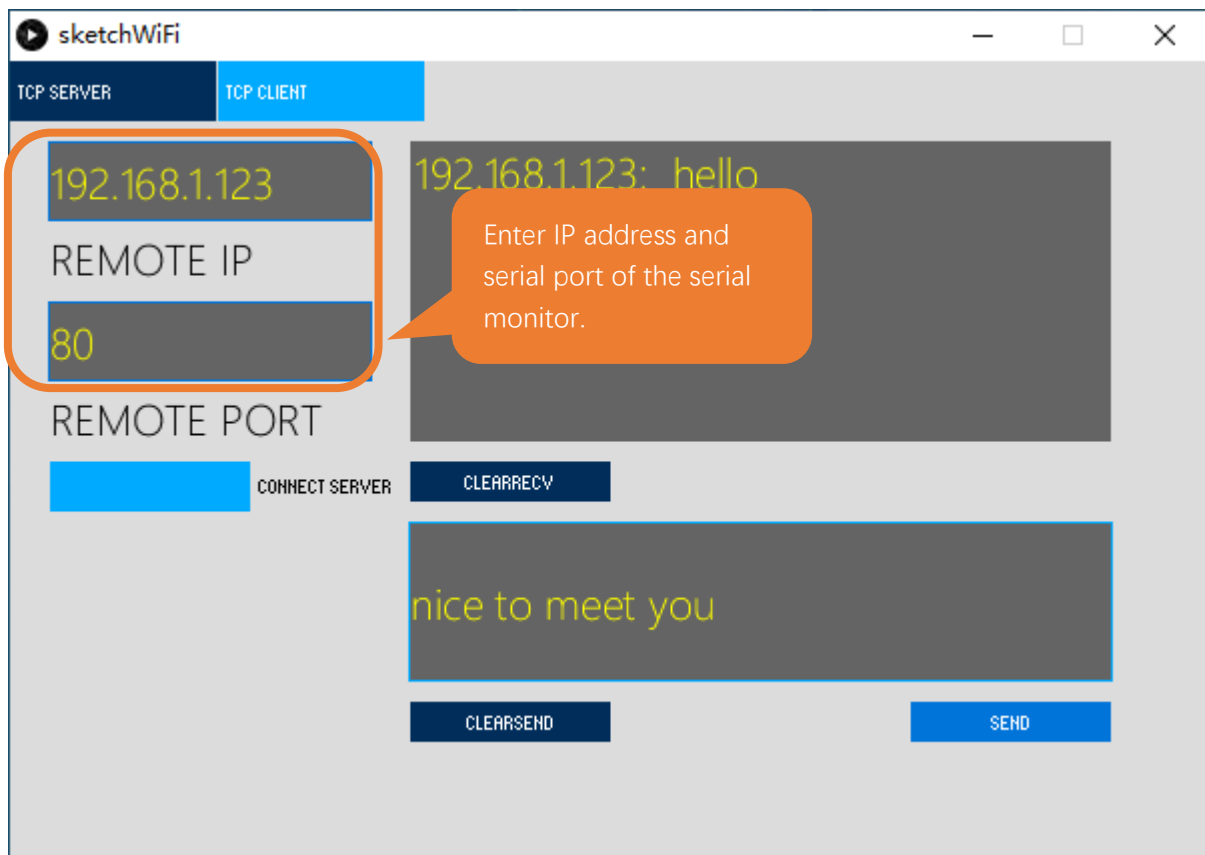 sketchWiFi
TCP SERVER
TCP CLIENT
192.168.1.123
REMOTE IP
80
REMOTE PORT
CONNECT SERVER
192.168.1.123: hello
Enter IP address and
serial port of the serial
monitor.
CLEARRECV
nice to meet you
CLEARSEND
SEND